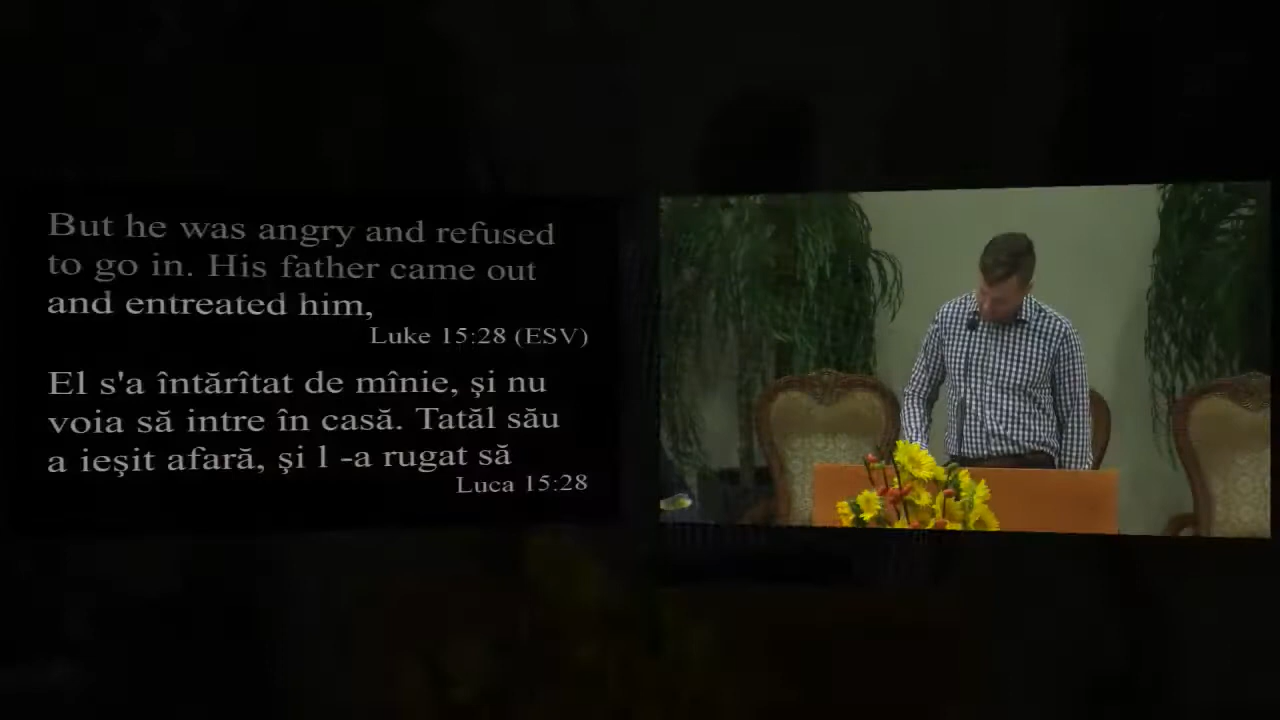 But he was angry and refused
to go in. His father came out
and entreated him,
Luke 15:28 (ESV)
El s'a întărîtat de mînie, şi nu
voia să intre în casă. Tatăl său
a ieşit afară, şi l -a rugat să
Luca 15:28